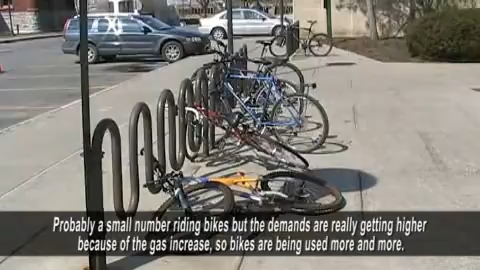 Probably a small number riding bikes but the demands are really getting higher
because of the gas increase, so bikes are being used more and more.